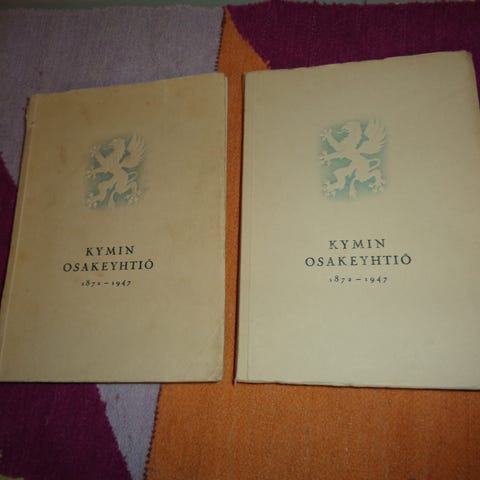 KYMIN
OSAKEYHTIÖ
1872 – 1947
KYMIN
OSAKEYHTIÖ
1872 – 1947